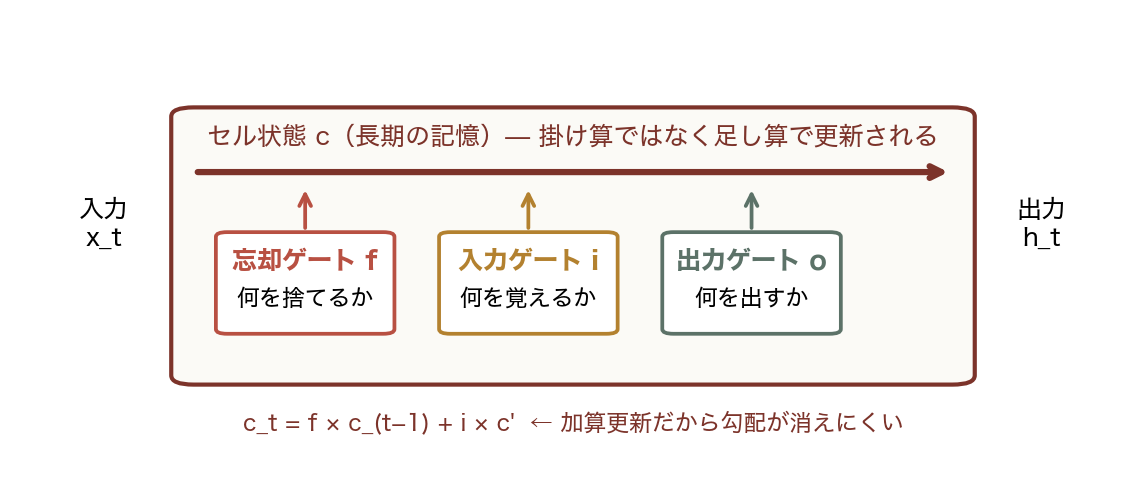 セル状態 c（長期の記憶）— 掛け算ではなく足し算で更新される
入力
x_t
忘却ゲート f
何を捨てるか
入力ゲート i
何を覚えるか
出力ゲート o
何を出すか
出力
h_t
c_t = f × c_(t−1) + i × c' ← 加算更新だから勾配が消えにくい